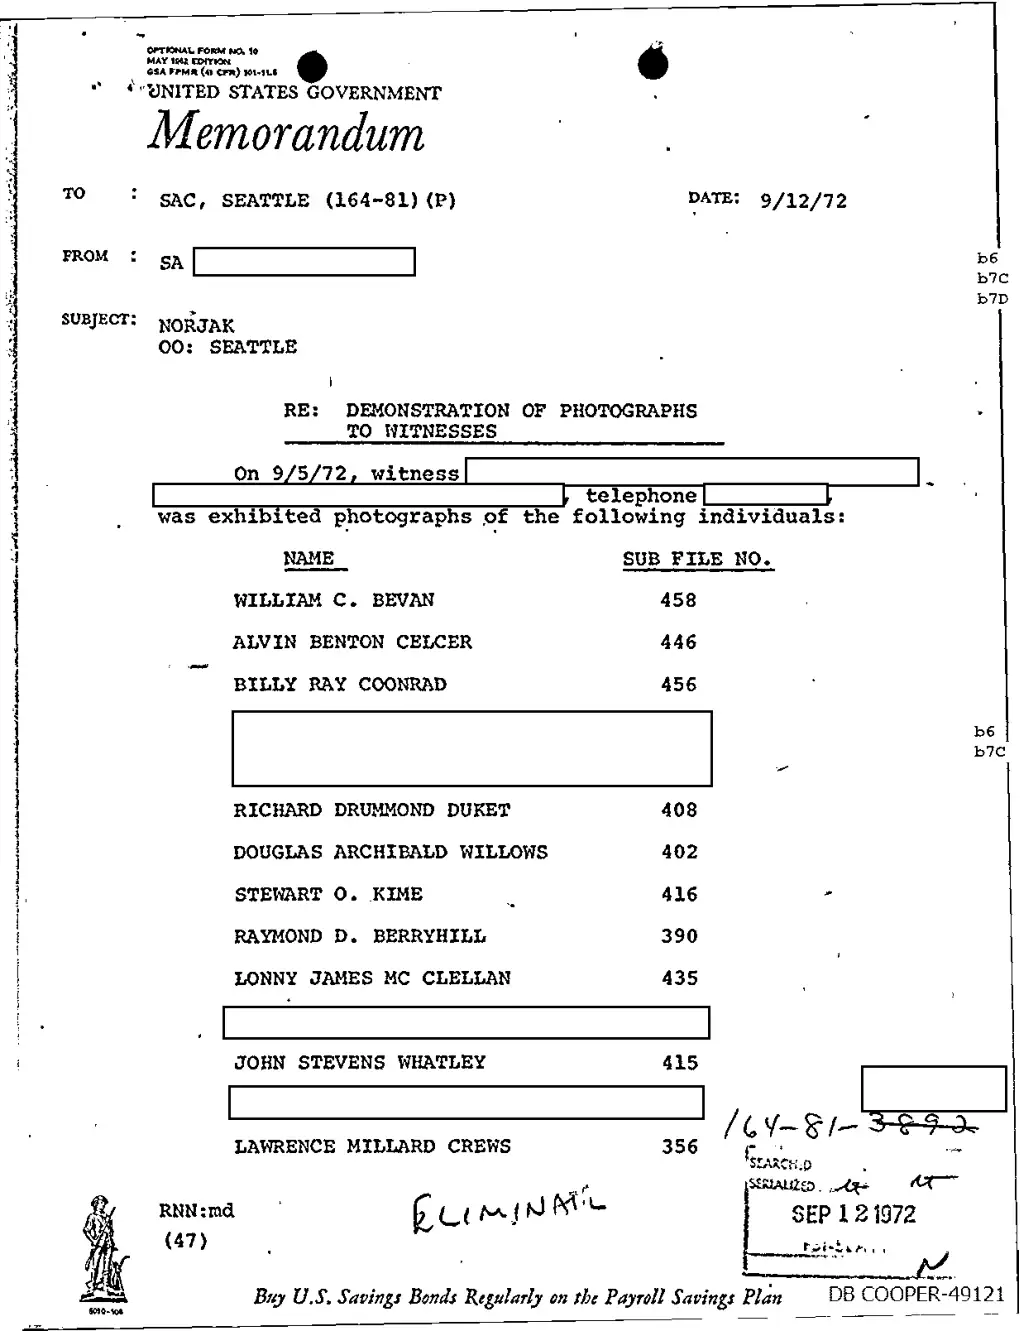 OPTIONAL FORM NO. 10
MAY 1962 EDITION
GSA FPMR (41 CFR) 101-11.6
UNITED STATES GOVERNMENT
Memorandum
TO : SAC, SEATTLE (164-81)(P) DATE: 9/12/72
FROM : SA
b6
b7C
b7D
SUBJECT: NORJAK
OO: SEATTLE
RE: DEMONSTRATION OF PHOTOGRAPHS
TO WITNESSES
On 9/5/72, witness
, telephone ,
was exhibited photographs of the following individuals:
NAME SUB FILE NO.
WILLIAM C. BEVAN 458
ALVIN BENTON CELCER 446
BILLY RAY COONRAD 456
b6
b7C
RICHARD DRUMMOND DUKET 408
DOUGLAS ARCHIBALD WILLOWS 402
STEWART O. KIME 416
RAYMOND D. BERRYHILL 390
LONNY JAMES MC CLELLAN 435
JOHN STEVENS WHATLEY 415
164-81-3892
LAWRENCE MILLARD CREWS 356
SEARCHED
SERIALIZED
RNN:md
(47)
SEP 12 1972
N
5010-108
Buy U.S. Savings Bonds Regularly on the Payroll Savings Plan
DB COOPER-49121